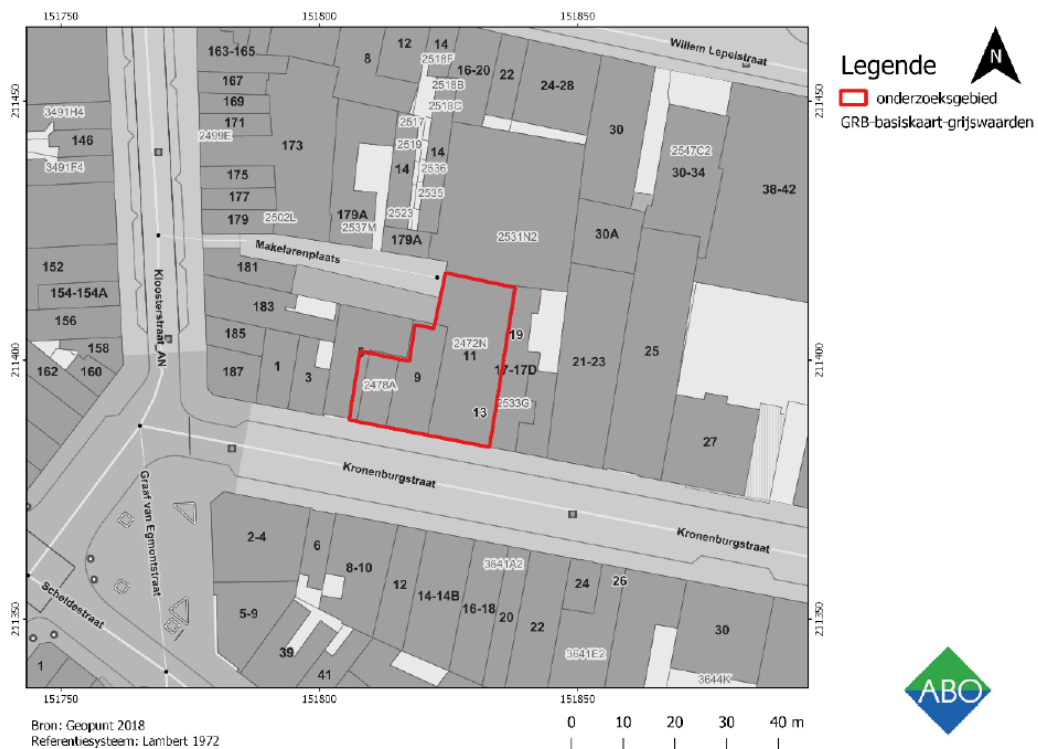 151750
151800
151850
163-165
8
12
14
2518F
16-20
22
24-28
Willem Lepelstraat
211450
211450
167
169
171
2499E
173
2518B
2518C
2517
2519
14
2536
14
2535
2523
30
2547C2
30-34
38-42
3491H4
146
3491F4
175
177
179
2502L
179A
2537M
179A
2531N2
30A
Makelarenplaats
152
154-154A
156
158
162
160
Kloosterstraat_AN
181
183
185
187
1
3
2478A
9
2472N
11
13
19
17-17D
2533G
21-23
25
27
211400
211400
Kronenburgstraat
Kronenburgstraat
Graaf van Egmontstraat
Scheldestraat
2-4
6
8-10
12
14-14B
3641A2
16-18
20
22
24
26
30
5-9
39
41
1
3641E2
3644K
211350
211350
151750
151800
151850
Legende
N
onderzoeksgebied
GRB-basiskaart-grijswaarden
Bron: Geopunt 2018
Referentiesysteem: Lambert 1972
0 10 20 30 40 m
ABO